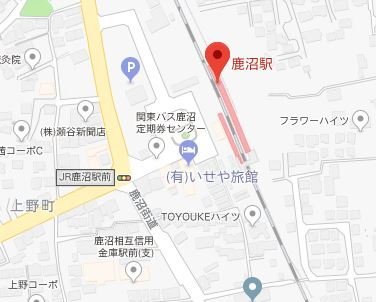 灸院
P
鹿沼駅
関東バス鹿沼
定期券センター
フラワーハイツ
(株)瀬谷新聞店
コーポC
JR鹿沼駅前
(有)いせや旅館
上野町
鹿沼街道
TOYOUKEハイツ
鹿沼相互信用
金庫駅前(支)
上野コーポ